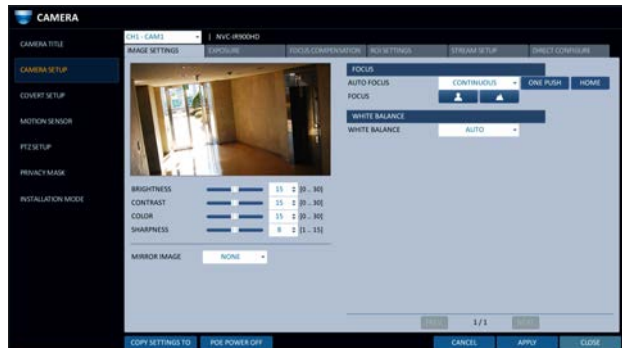 CAMERA
CH1 - CAM1 | NVC-IR900HD
CAMERA TITLE
CAMERA SETUP
COVERT SETUP
MOTION SENSOR
PTZ SETUP
PRIVACY MASK
INSTALLATION MODE
IMAGE SETTINGS EXPOSURE FOCUS COMPENSATION ROI SETTINGS STREAM SETUP DIRECT CONFIGURE
FOCUS
AUTO FOCUS CONTINUOUS ONE PUSH HOME
FOCUS
WHITE BALANCE
WHITE BALANCE AUTO
BRIGHTNESS 15 [0 .. 30]
CONTRAST 15 [0 .. 30]
COLOR 15 [0 .. 30]
SHARPNESS 8 [1 .. 15]
MIRROR IMAGE NONE
1/1
COPY SETTINGS TO POE POWER OFF CANCEL APPLY CLOSE